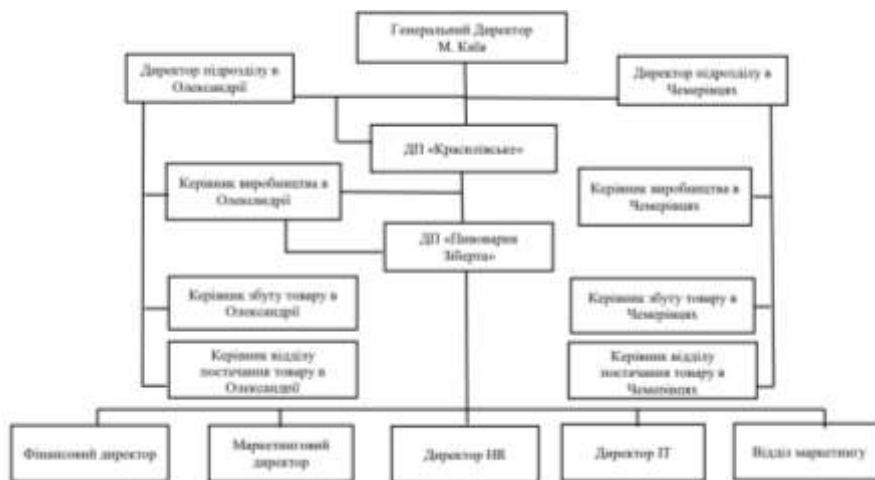 Генеральний Директор
М. Київ
Директор підрозділу в
Олександрії
Директор підрозділу в
Чемерівцях
ДП «Красилівське»
Керівник виробництва в
Олександрії
Керівник виробництва в
Чемерівцях
ДП «Пивоварня
Зіберта»
Керівник збуту товару в
Олександрії
Керівник збуту товару в
Чемерівцях
Керівник відділу
постачання товару в
Олександрії
Керівник відділу
постачання товару в
Чемерівцях
Фінансовий директор
Маркетинговий
директор
Директор HR
Директор ІТ
Відділ маркетингу